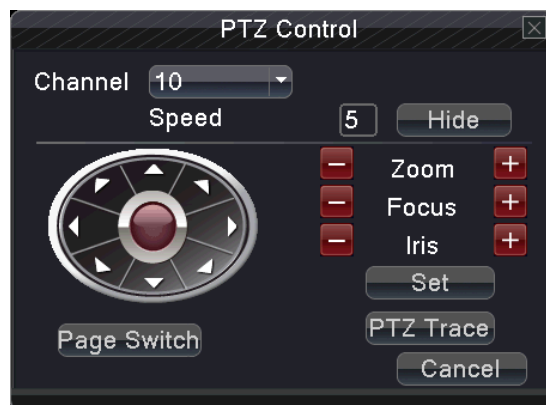 PTZ Control
Channel 10
Speed 5 Hide
Zoom
Focus
Iris
Set
PTZ Trace
Page Switch
Cancel